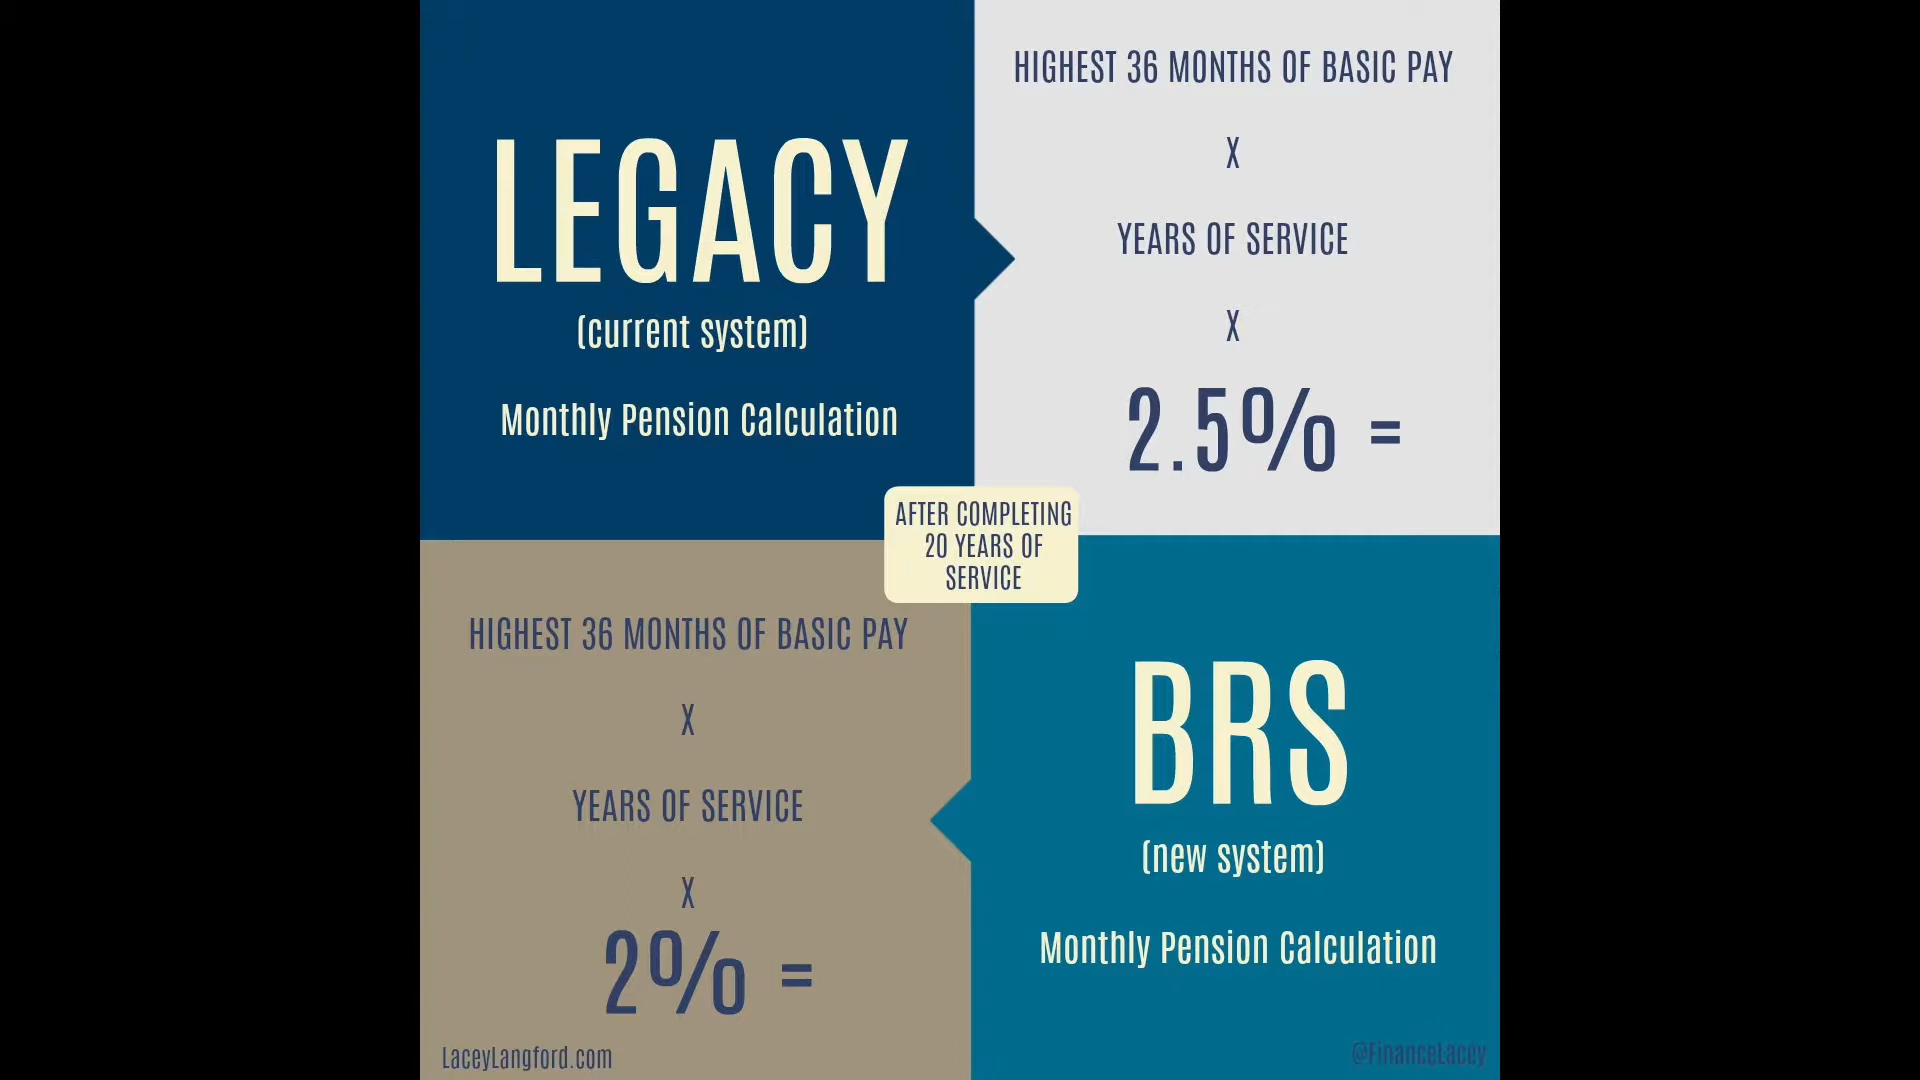 LEGACY
(current system)
Monthly Pension Calculation
HIGHEST 36 MONTHS OF BASIC PAY
X
YEARS OF SERVICE
X
2.5% =
AFTER COMPLETING
20 YEARS OF
SERVICE
HIGHEST 36 MONTHS OF BASIC PAY
X
YEARS OF SERVICE
X
2% =
BRS
(new system)
Monthly Pension Calculation
LaceyLangford.com
@FinanceLacey